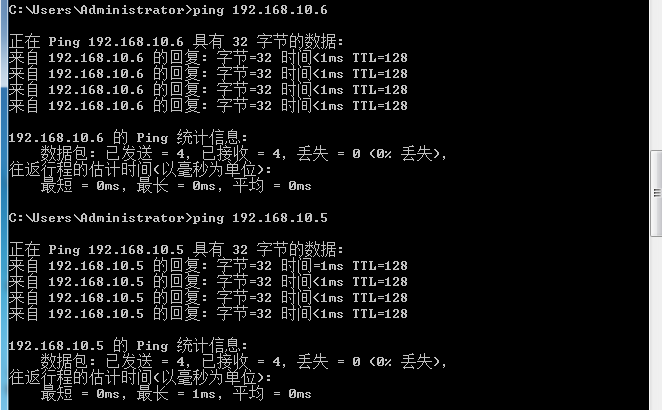 C:\Users\Administrator>ping 192.168.10.6
正在 Ping 192.168.10.6 具有 32 字节的数据:
来自 192.168.10.6 的回复: 字节=32 时间<1ms TTL=128
来自 192.168.10.6 的回复: 字节=32 时间<1ms TTL=128
来自 192.168.10.6 的回复: 字节=32 时间<1ms TTL=128
来自 192.168.10.6 的回复: 字节=32 时间<1ms TTL=128
192.168.10.6 的 Ping 统计信息:
数据包: 已发送 = 4, 已接收 = 4, 丢失 = 0 (0% 丢失),
往返行程的估计时间(以毫秒为单位):
最短 = 0ms, 最长 = 0ms, 平均 = 0ms
C:\Users\Administrator>ping 192.168.10.5
正在 Ping 192.168.10.5 具有 32 字节的数据:
来自 192.168.10.5 的回复: 字节=32 时间=1ms TTL=128
来自 192.168.10.5 的回复: 字节=32 时间<1ms TTL=128
来自 192.168.10.5 的回复: 字节=32 时间<1ms TTL=128
来自 192.168.10.5 的回复: 字节=32 时间<1ms TTL=128
192.168.10.5 的 Ping 统计信息:
数据包: 已发送 = 4, 已接收 = 4, 丢失 = 0 (0% 丢失),
往返行程的估计时间(以毫秒为单位):
最短 = 0ms, 最长 = 1ms, 平均 = 0ms